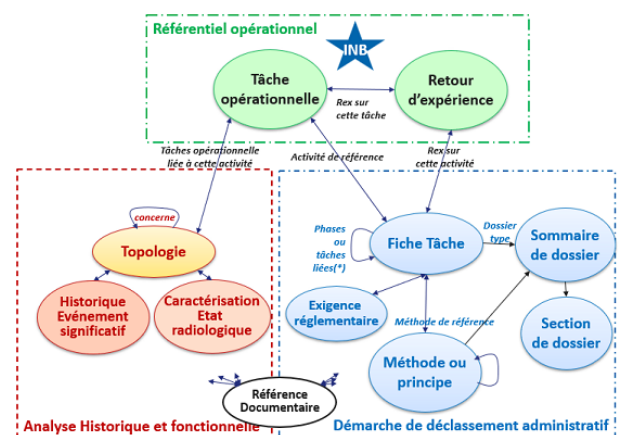 Référentiel opérationnel
INB
Tâche
opérationnelle
Rex sur
cette tâche
Retour
d'expérience
Tâches opérationnelle
liée à cette activité
Activité de référence
Rex sur
cette activité
concerne
Topologie
Historique
Evénement
significatif
Caractérisation
Etat
radiologique
Phases
ou
tâches
liées(*)
Fiche Tâche
Dossier
type
Sommaire
de dossier
Exigence
réglementaire
Méthode de référence
Section
de dossier
Méthode ou
principe
Référence
Documentaire
Analyse Historique et fonctionnelle
Démarche de déclassement administratif